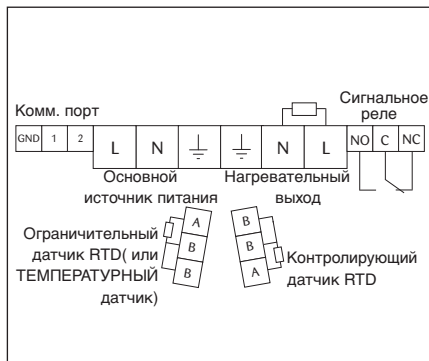 Комм. порт
Сигнальное
реле
GND 1 2 L N N L NO C NC
Основной
источник питания
Нагревательный
выход
Ограничительный
датчик RTD( или
ТЕМПЕРАТУРНЫЙ
датчик)
A
B
B
B
B
A
Контролирующий
датчик RTD